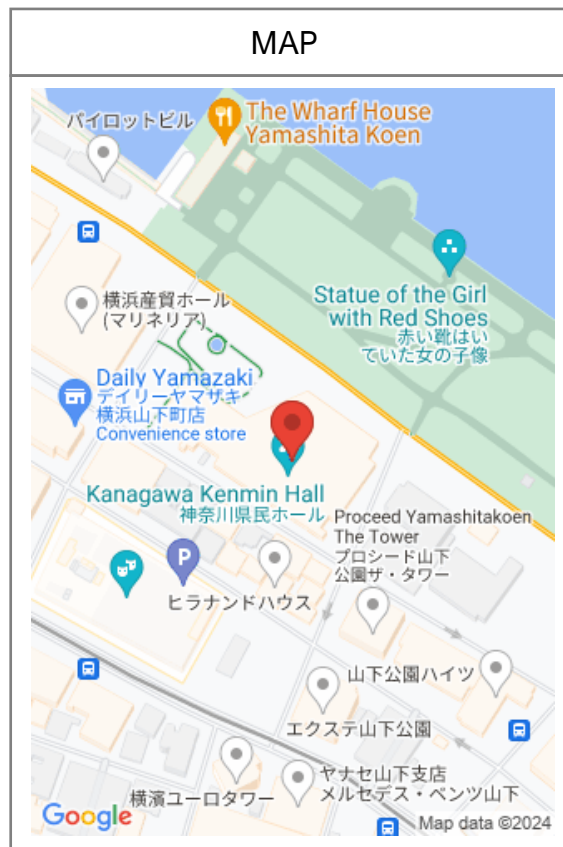 MAP
The Wharf House
Yamashita Koen
パイロットビル
Statue of the Girl
with Red Shoes
赤い靴はい
ていた女の子像
横浜産貿ホール
(マリネリア)
Daily Yamazaki
デイリーヤマザキ
横浜山下町店
Convenience store
Kanagawa Kenmin Hall
神奈川県民ホール
Proceed Yamashitakoen
The Tower
プロシード山下
公園ザ・タワー
P
ヒラナンドハウス
山下公園ハイツ
エクステ山下公園
ヤナセ山下支店
メルセデス・ベンツ山下
横濱ユーロタワー
Google
Map data ©2024